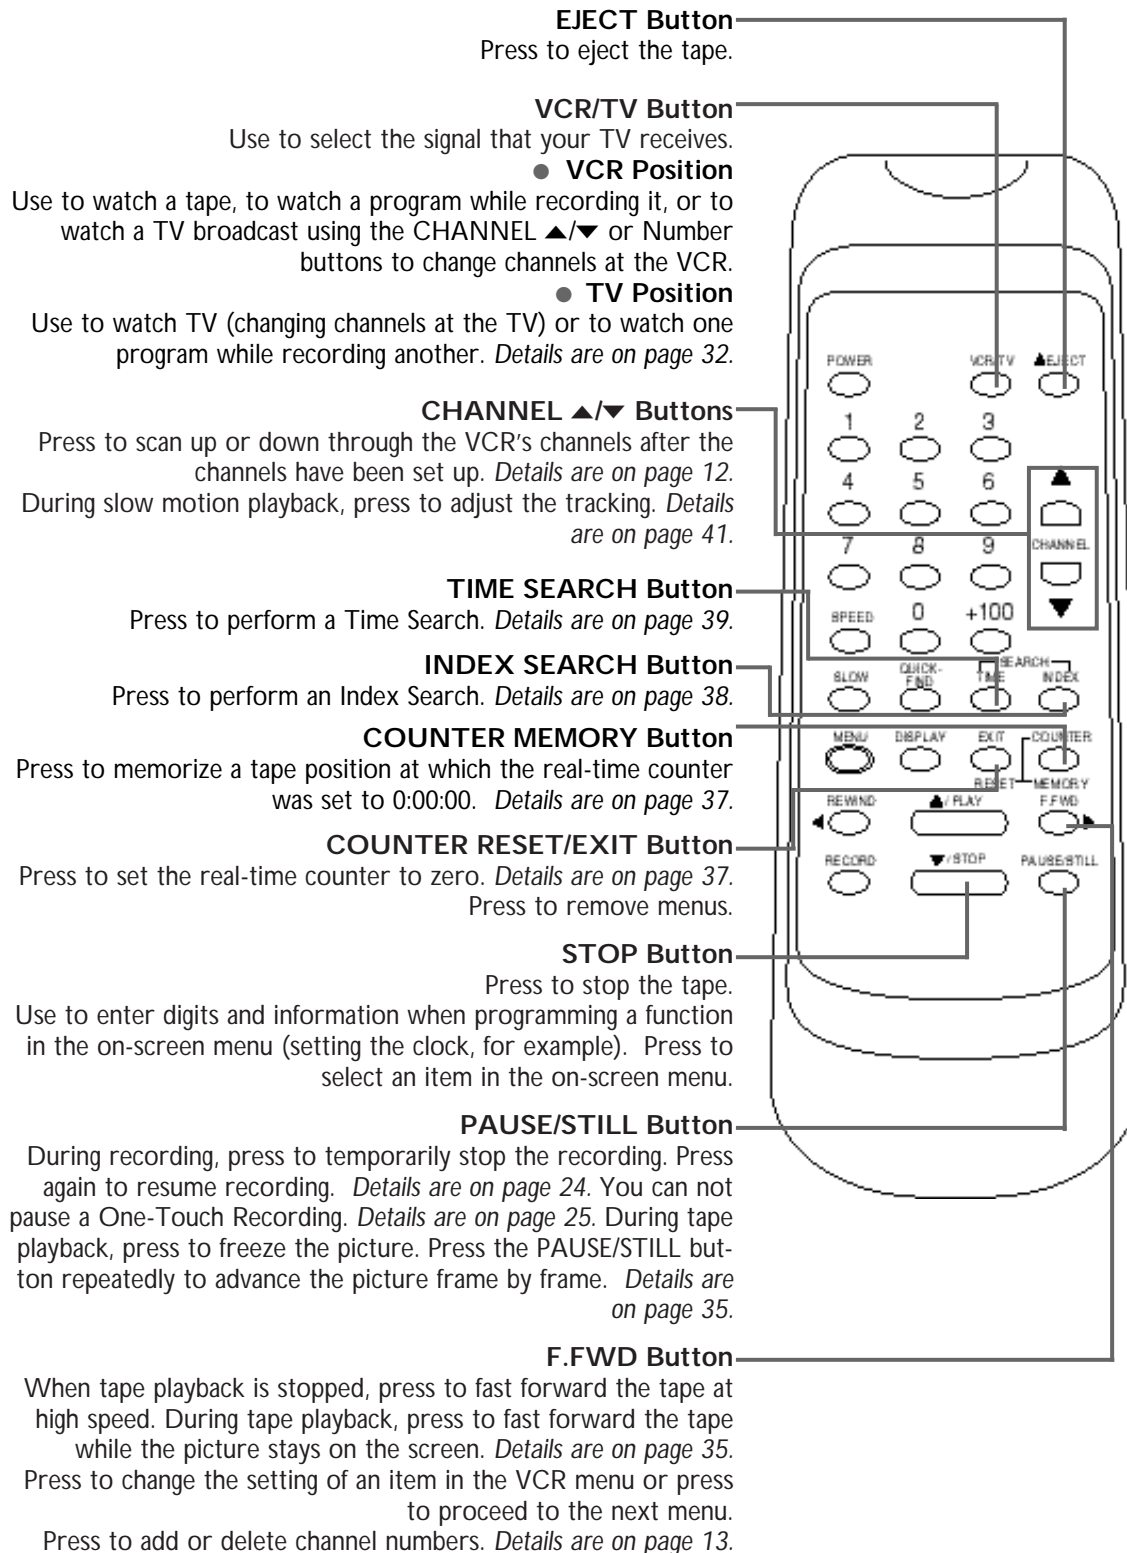 EJECT Button
Press to eject the tape.
VCR/TV Button
Use to select the signal that your TV receives.
● VCR Position
Use to watch a tape, to watch a program while recording it, or to
watch a TV broadcast using the CHANNEL ▲/▼ or Number
buttons to change channels at the VCR.
● TV Position
Use to watch TV (changing channels at the TV) or to watch one
program while recording another. Details are on page 32.
CHANNEL ▲/▼ Buttons
Press to scan up or down through the VCR's channels after the
channels have been set up. Details are on page 12.
During slow motion playback, press to adjust the tracking. Details
are on page 41.
TIME SEARCH Button
Press to perform a Time Search. Details are on page 39.
INDEX SEARCH Button
Press to perform an Index Search. Details are on page 38.
COUNTER MEMORY Button
Press to memorize a tape position at which the real-time counter
was set to 0:00:00. Details are on page 37.
COUNTER RESET/EXIT Button
Press to set the real-time counter to zero. Details are on page 37.
Press to remove menus.
STOP Button
Press to stop the tape.
Use to enter digits and information when programming a function
in the on-screen menu (setting the clock, for example). Press to
select an item in the on-screen menu.
PAUSE/STILL Button
During recording, press to temporarily stop the recording. Press
again to resume recording. Details are on page 24. You can not
pause a One-Touch Recording. Details are on page 25. During tape
playback, press to freeze the picture. Press the PAUSE/STILL but-
ton repeatedly to advance the picture frame by frame. Details are
on page 35.
F.FWD Button
When tape playback is stopped, press to fast forward the tape at
high speed. During tape playback, press to fast forward the tape
while the picture stays on the screen. Details are on page 35.
Press to change the setting of an item in the VCR menu or press
to proceed to the next menu.
Press to add or delete channel numbers. Details are on page 13.
POWER VCR/TV ▲EJECT
1 2 3
4 5 6 ▲
7 8 9 CHANNEL
SPEED 0 +100 ▼
SEARCH
SLOW QUICK-FIND TIME INDEX
MENU DISPLAY EXIT COUNTER
RESET MEMORY
REWIND ▲/PLAY F.FWD
◀ ▶
RECORD ▼/STOP PAUSE/STILL